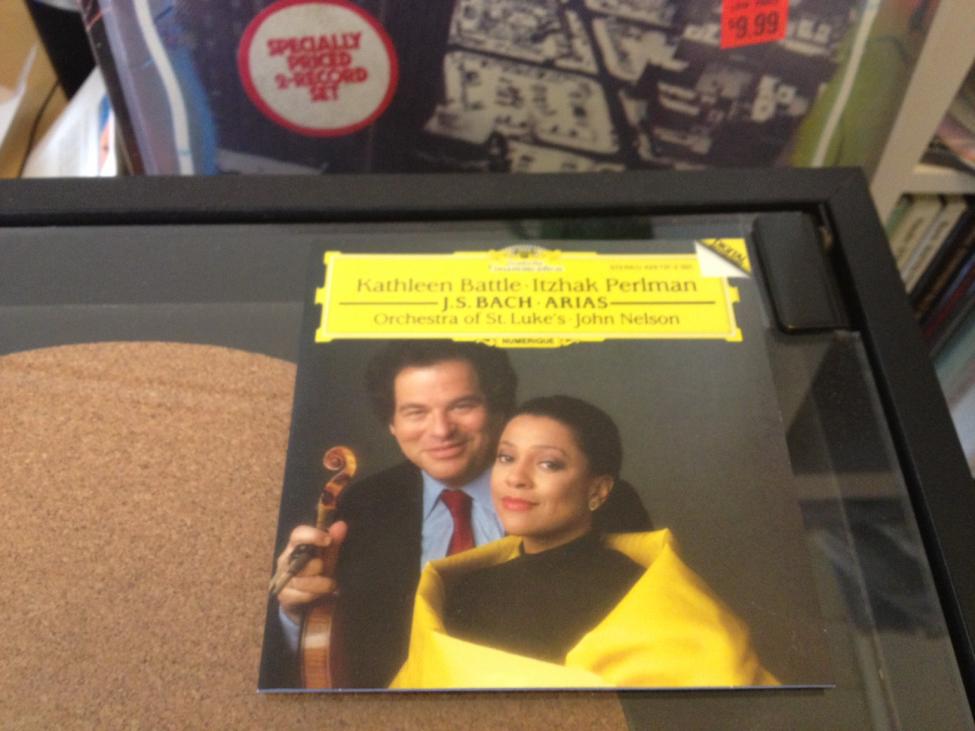 $9.99
SPECIALLY
PRICED
2-RECORD
SET
DIGITAL
Kathleen Battle · Itzhak Perlman
J.S. BACH · ARIAS
Orchestra of St. Luke's · John Nelson
NUMERIQUE